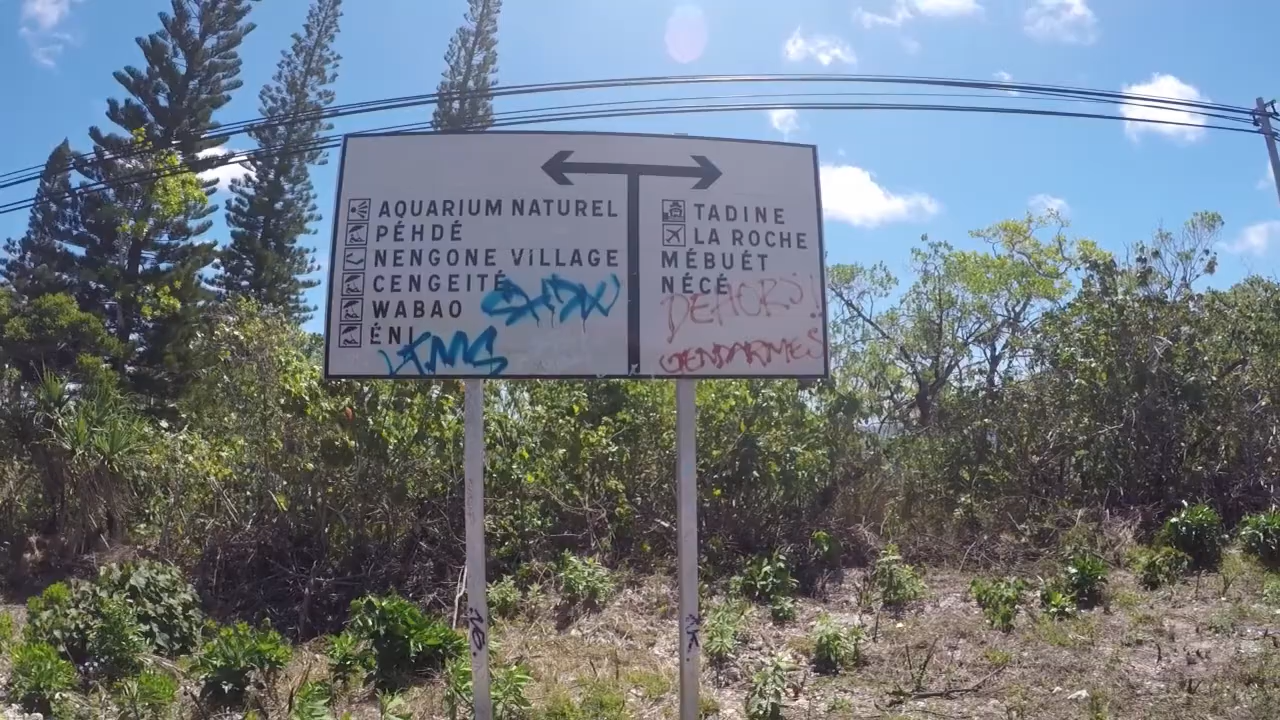 AQUARIUM NATUREL
PÉHDÉ
NENGONE VILLAGE
CENGEITÉ
WABAO
ÉNI
TADINE
LA ROCHE
MÉBUÉT
NÉCÉ
DEHORS!!
GENDARMES